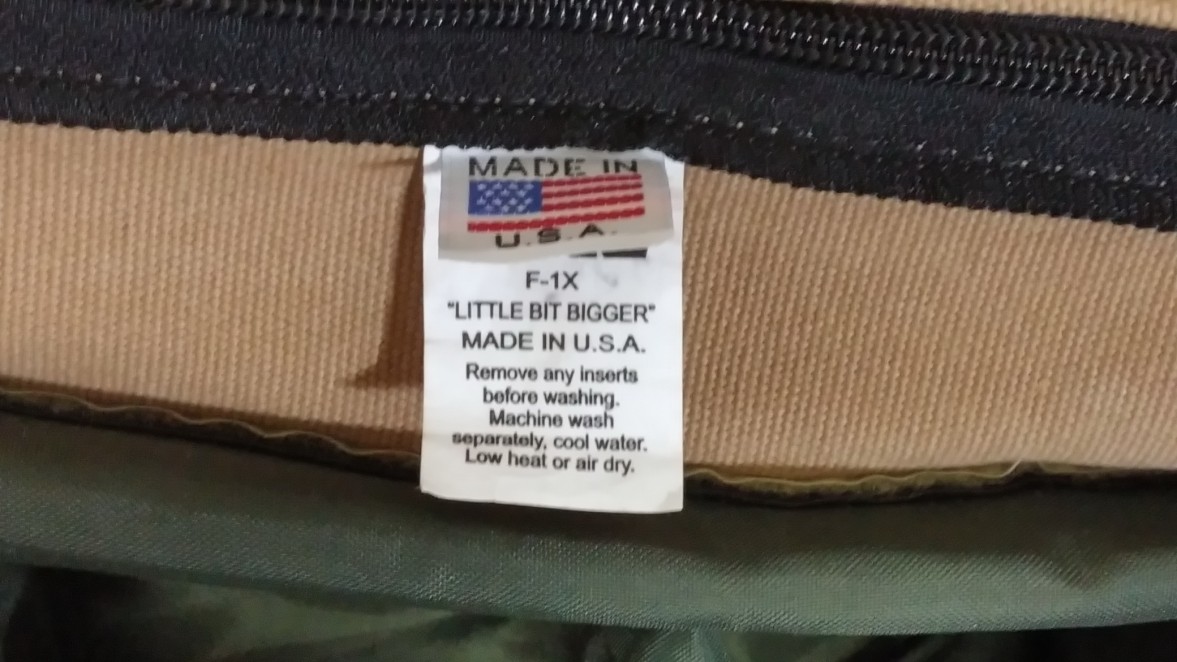 MADE IN
U.S.A.
F-1X
"LITTLE BIT BIGGER"
MADE IN U.S.A.
Remove any inserts
before washing.
Machine wash
separately, cool water.
Low heat or air dry.